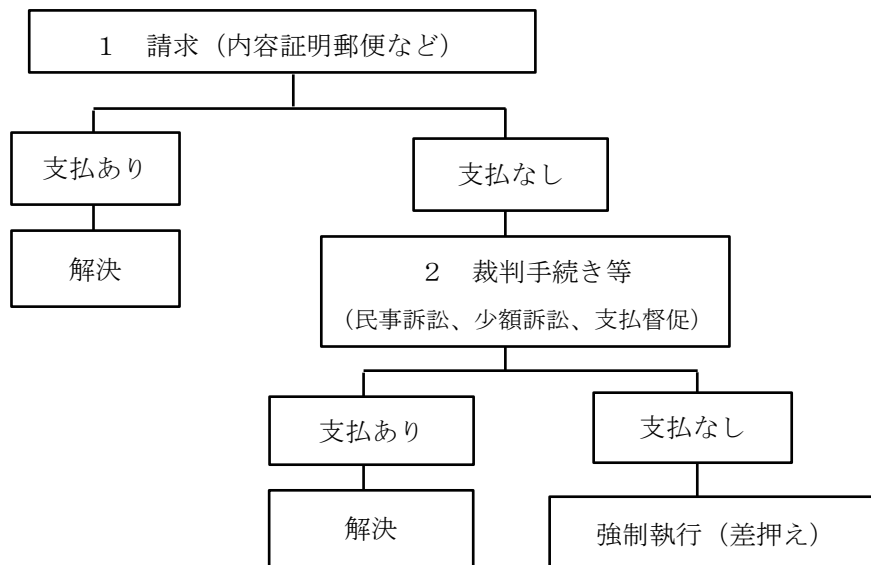 １　請求（内容証明郵便など）
支払あり
支払なし
解決
２　裁判手続き等
（民事訴訟、少額訴訟、支払督促）
支払あり
支払なし
解決
強制執行（差押え）